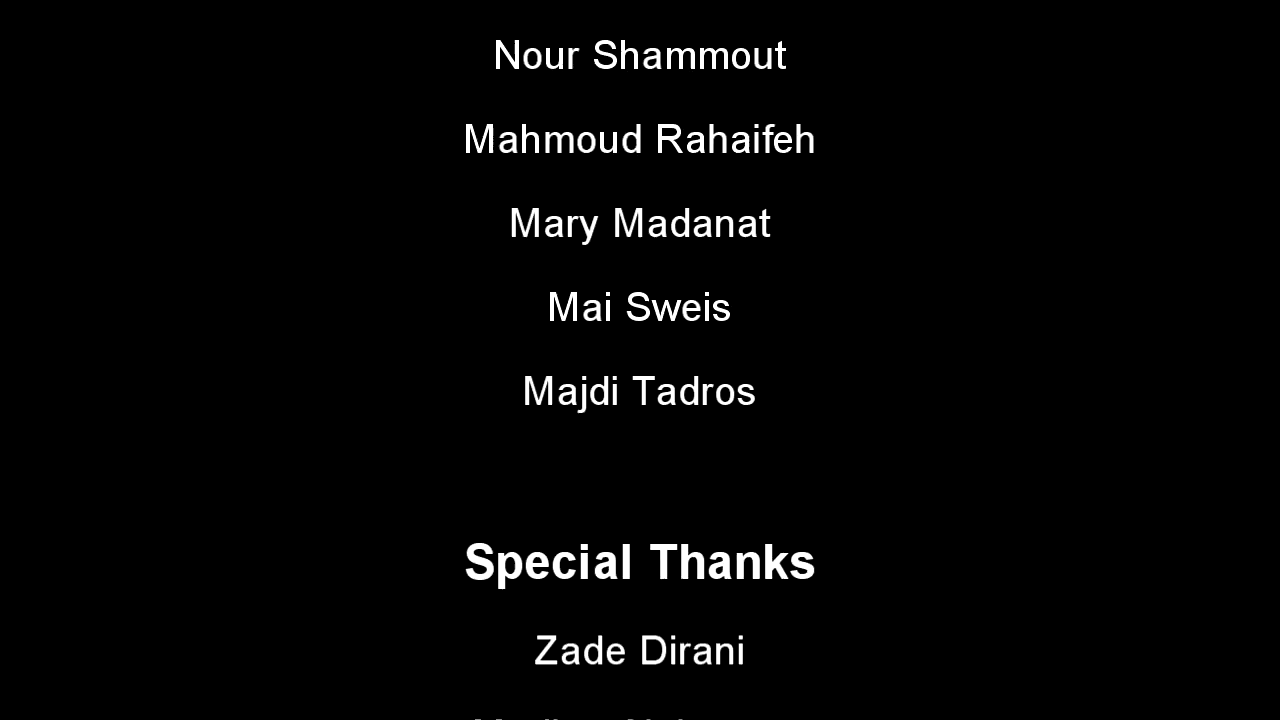 Nour Shammout
Mahmoud Rahaifeh
Mary Madanat
Mai Sweis
Majdi Tadros
Special Thanks
Zade Dirani